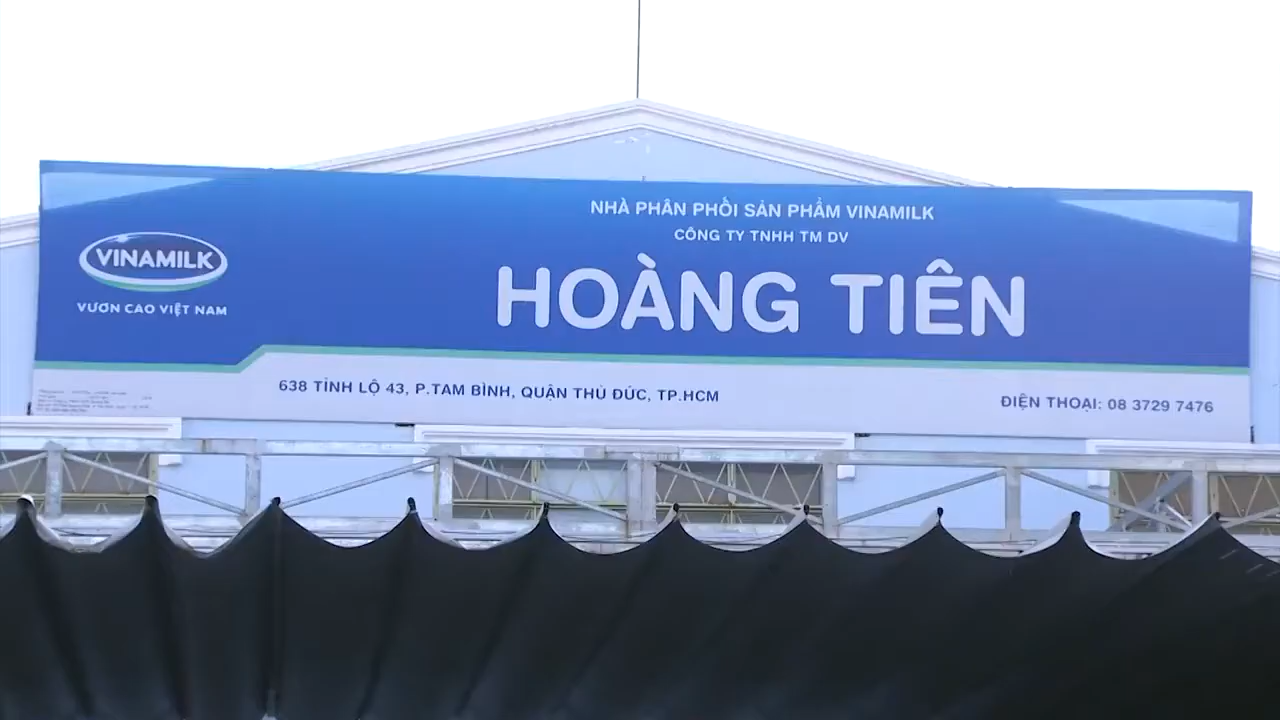 NHÀ PHÂN PHỐI SẢN PHẨM VINAMILK
CÔNG TY TNHH TM DV
VINAMILK
VƯƠN CAO VIỆT NAM
HOÀNG TIÊN
638 TỈNH LỘ 43, P.TAM BÌNH, QUẬN THỦ ĐỨC, TP.HCM
ĐIỆN THOẠI: 08 3729 7476